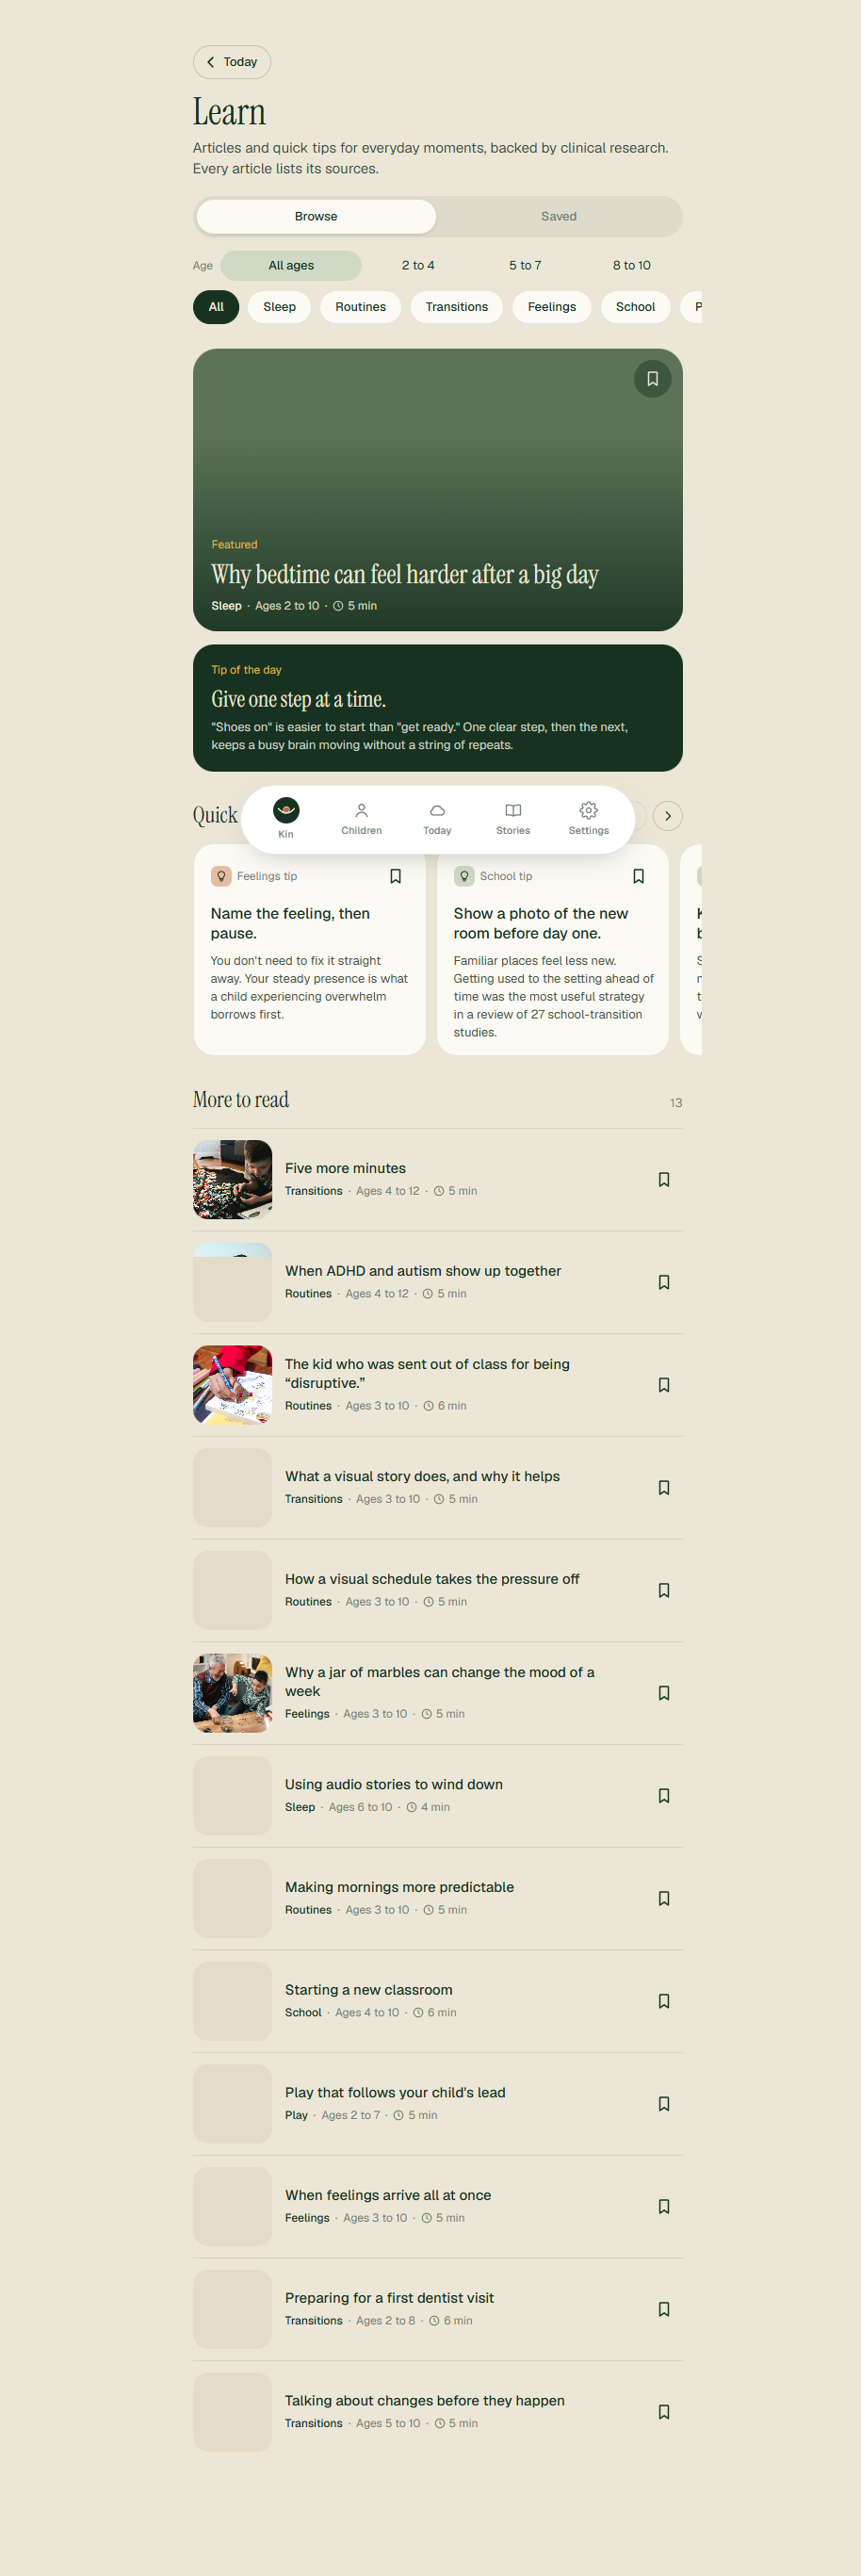 Today
Learn
Articles and quick tips for everyday moments, backed by clinical research.
Every article lists its sources.
Browse
Saved
Age
All ages
2 to 4
5 to 7
8 to 10
All
Sleep
Routines
Transitions
Feelings
School
Featured
Why bedtime can feel harder after a big day
Sleep · Ages 2 to 10 · 5 min
Tip of the day
Give one step at a time.
"Shoes on" is easier to start than "get ready." One clear step, then the next,
keeps a busy brain moving without a string of repeats.
Quick
Kin
Children
Today
Stories
Settings
Feelings tip
Name the feeling, then
pause.
You don't need to fix it straight
away. Your steady presence is what
a child experiencing overwhelm
borrows first.
School tip
Show a photo of the new
room before day one.
Familiar places feel less new.
Getting used to the setting ahead of
time was the most useful strategy
in a review of 27 school-transition
studies.
More to read
13
Five more minutes
Transitions · Ages 4 to 12 · 5 min
When ADHD and autism show up together
Routines · Ages 4 to 12 · 5 min
The kid who was sent out of class for being
“disruptive.”
Routines · Ages 3 to 10 · 6 min
What a visual story does, and why it helps
Transitions · Ages 3 to 10 · 5 min
How a visual schedule takes the pressure off
Routines · Ages 3 to 10 · 5 min
Why a jar of marbles can change the mood of a
week
Feelings · Ages 3 to 10 · 5 min
Using audio stories to wind down
Sleep · Ages 6 to 10 · 4 min
Making mornings more predictable
Routines · Ages 3 to 10 · 5 min
Starting a new classroom
School · Ages 4 to 10 · 6 min
Play that follows your child's lead
Play · Ages 2 to 7 · 5 min
When feelings arrive all at once
Feelings · Ages 3 to 10 · 5 min
Preparing for a first dentist visit
Transitions · Ages 2 to 8 · 6 min
Talking about changes before they happen
Transitions · Ages 5 to 10 · 5 min